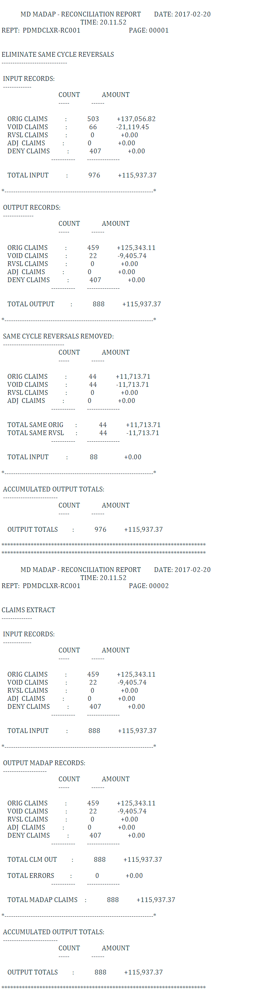 MD MADAP - RECONCILIATION REPORT DATE: 2017-02-20
TIME: 20.11.52
REPT: PDMDCLXR-RC001 PAGE: 00001
ELIMINATE SAME CYCLE REVERSALS
------------------------------
INPUT RECORDS:
-------------
COUNT AMOUNT
----- ------
ORIG CLAIMS : 503 +137,056.82
VOID CLAIMS : 66 -21,119.45
RVSL CLAIMS : 0 +0.00
ADJ CLAIMS : 0 +0.00
DENY CLAIMS : 407 +0.00
----------- ---------------
TOTAL INPUT : 976 +115,937.37
*--------------------------------------------------------------------*
OUTPUT RECORDS:
--------------
COUNT AMOUNT
----- ------
ORIG CLAIMS : 459 +125,343.11
VOID CLAIMS : 22 -9,405.74
RVSL CLAIMS : 0 +0.00
ADJ CLAIMS : 0 +0.00
DENY CLAIMS : 407 +0.00
----------- ---------------
TOTAL OUTPUT : 888 +115,937.37
*--------------------------------------------------------------------*
SAME CYCLE REVERSALS REMOVED:
----------------------------
COUNT AMOUNT
----- ------
ORIG CLAIMS : 44 +11,713.71
VOID CLAIMS : 44 -11,713.71
RVSL CLAIMS : 0 +0.00
ADJ CLAIMS : 0 +0.00
----------- ---------------
TOTAL SAME ORIG : 44 +11,713.71
TOTAL SAME RVSL : 44 -11,713.71
----------- ---------------
TOTAL INPUT : 88 +0.00
*--------------------------------------------------------------------*
ACCUMULATED OUTPUT TOTALS:
-------------------------
COUNT AMOUNT
----- ------
OUTPUT TOTALS : 976 +115,937.37
**********************************************************************
**********************************************************************
MD MADAP - RECONCILIATION REPORT DATE: 2017-02-20
TIME: 20.11.52
REPT: PDMDCLXR-RC001 PAGE: 00002
CLAIMS EXTRACT
--------------
INPUT RECORDS:
-------------
COUNT AMOUNT
----- ------
ORIG CLAIMS : 459 +125,343.11
VOID CLAIMS : 22 -9,405.74
RVSL CLAIMS : 0 +0.00
ADJ CLAIMS : 0 +0.00
DENY CLAIMS : 407 +0.00
----------- ---------------
TOTAL INPUT : 888 +115,937.37
*--------------------------------------------------------------------*
OUTPUT MADAP RECORDS:
--------------------
COUNT AMOUNT
----- ------
ORIG CLAIMS : 459 +125,343.11
VOID CLAIMS : 22 -9,405.74
RVSL CLAIMS : 0 +0.00
ADJ CLAIMS : 0 +0.00
DENY CLAIMS : 407 +0.00
----------- ---------------
TOTAL CLM OUT : 888 +115,937.37
TOTAL ERRORS : 0 +0.00
----------- ---------------
TOTAL MADAP CLAIMS : 888 +115,937.37
*--------------------------------------------------------------------*
ACCUMULATED OUTPUT TOTALS:
-------------------------
COUNT AMOUNT
----- ------
OUTPUT TOTALS : 888 +115,937.37
**********************************************************************